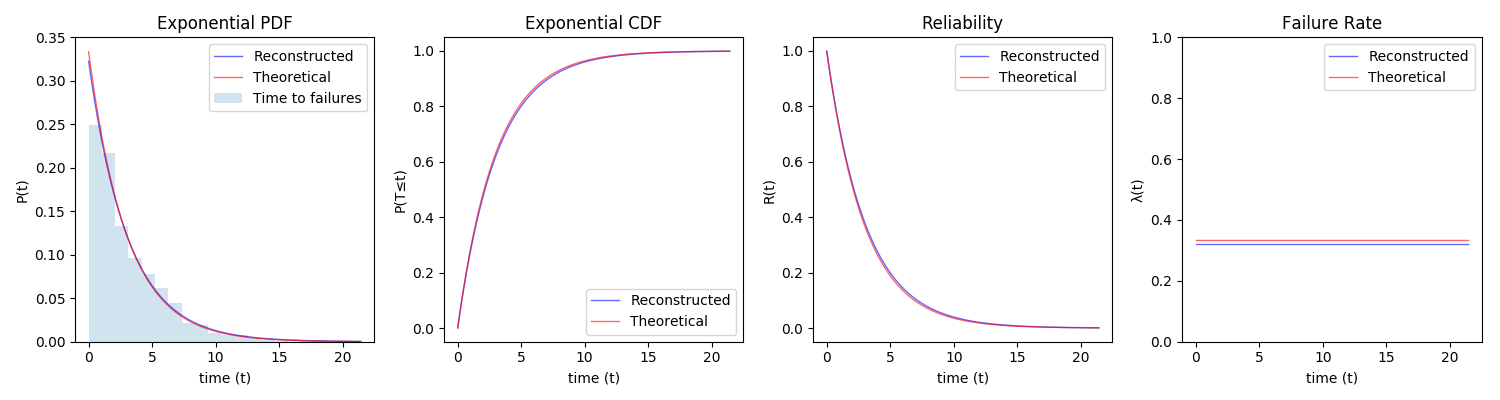 Exponential PDF
0.35
0.30
0.25
0.20
0.15
0.10
0.05
0.00
P(t)
Reconstructed
Theoretical
Time to failures
0 5 10 15 20
time (t)
Exponential CDF
1.0
0.8
0.6
0.4
0.2
0.0
P(T≤t)
Reconstructed
Theoretical
0 5 10 15 20
time (t)
Reliability
1.0
0.8
0.6
0.4
0.2
0.0
R(t)
Reconstructed
Theoretical
0 5 10 15 20
time (t)
Failure Rate
1.0
0.8
0.6
0.4
0.2
0.0
λ(t)
Reconstructed
Theoretical
0 5 10 15 20
time (t)